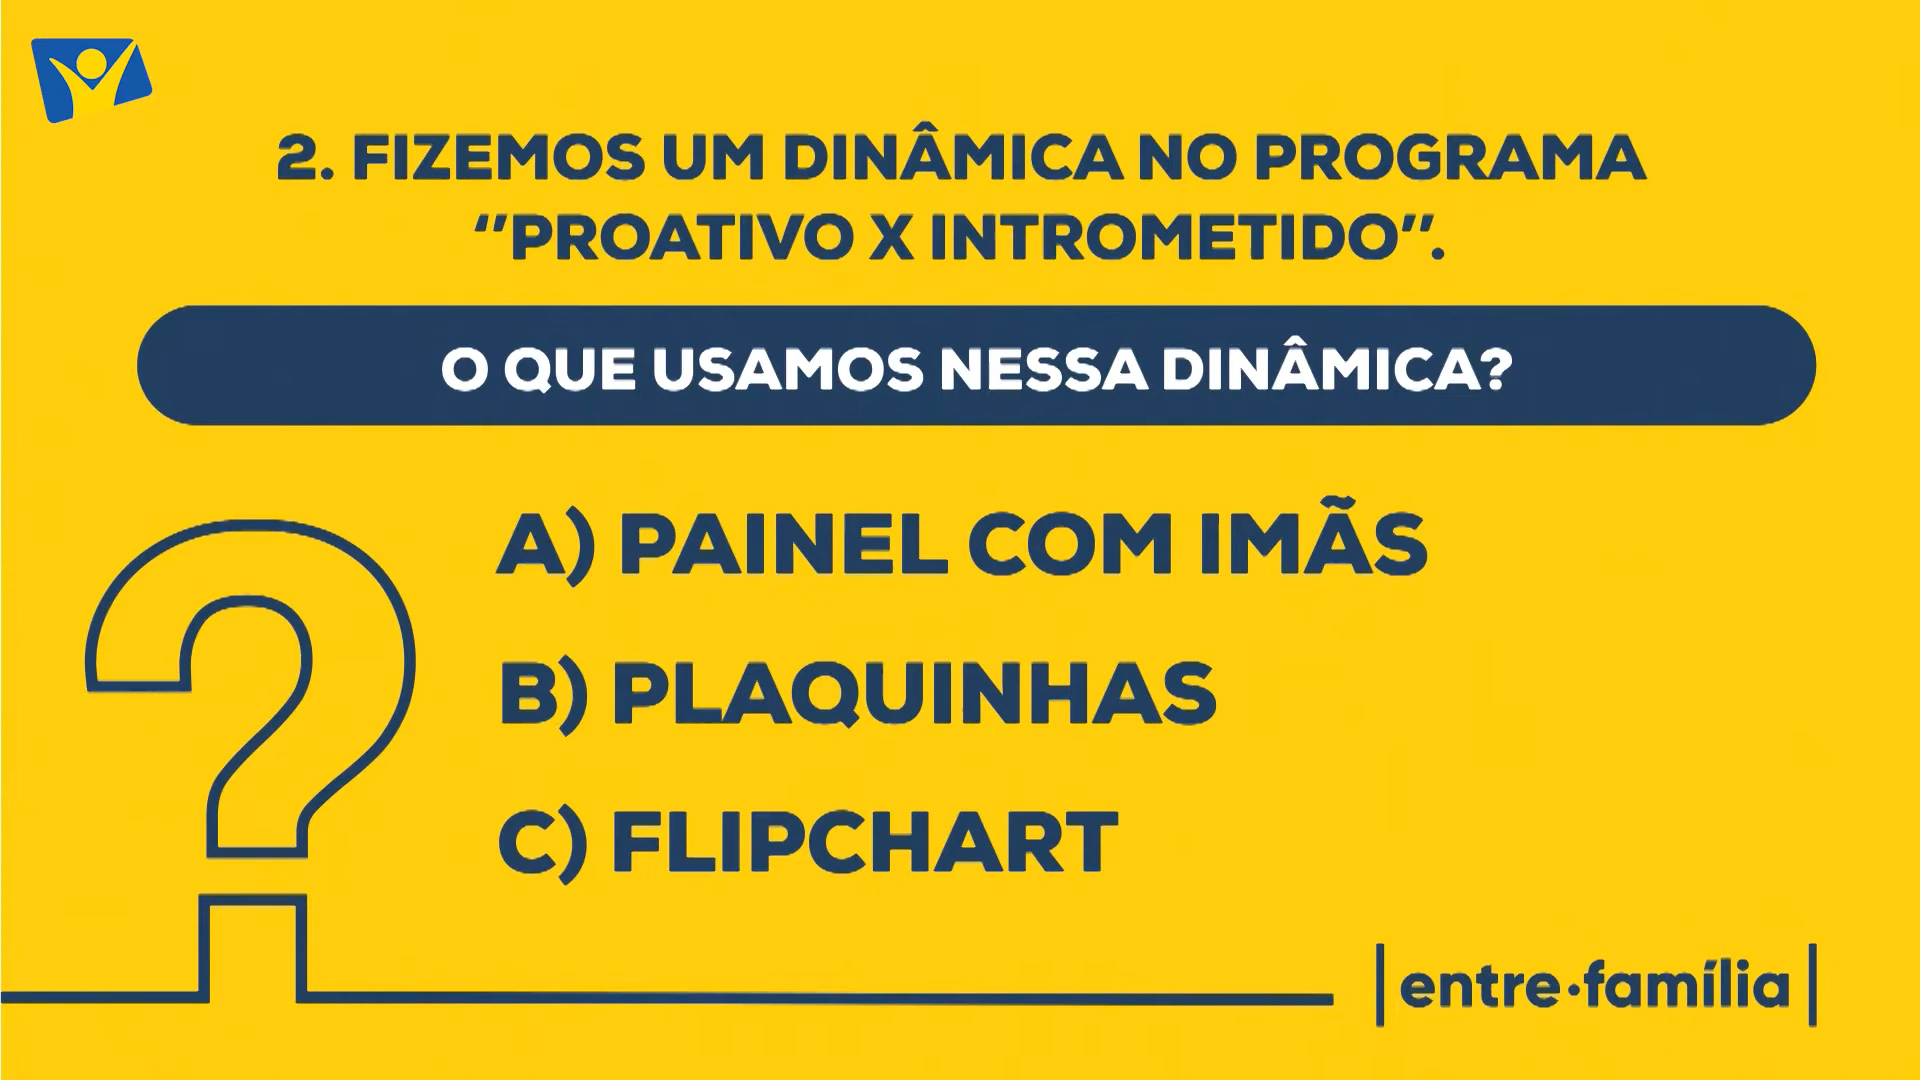 2. FIZEMOS UM DINÂMICA NO PROGRAMA
“PROATIVO X INTROMETIDO”.
O QUE USAMOS NESSA DINÂMICA?
A) PAINEL COM IMÃS
B) PLAQUINHAS
C) FLIPCHART
|entre·família|